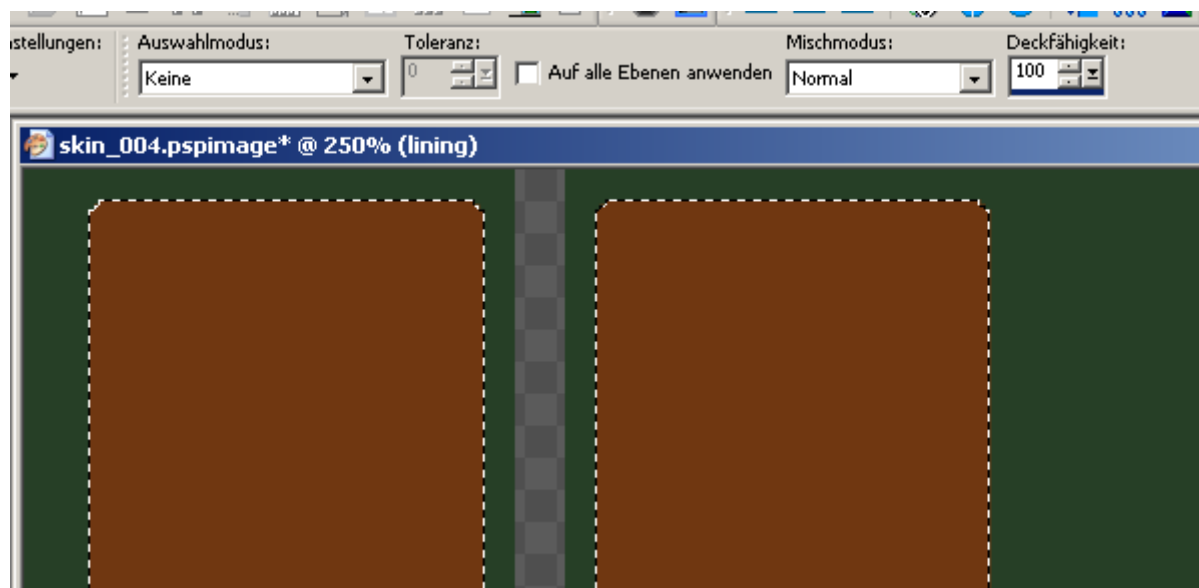 stellungen: Auswahlmodus: Toleranz: Mischmodus: Deckfähigkeit:
Keine 0 Auf alle Ebenen anwenden Normal 100
skin_004.pspimage* @ 250% (lining)